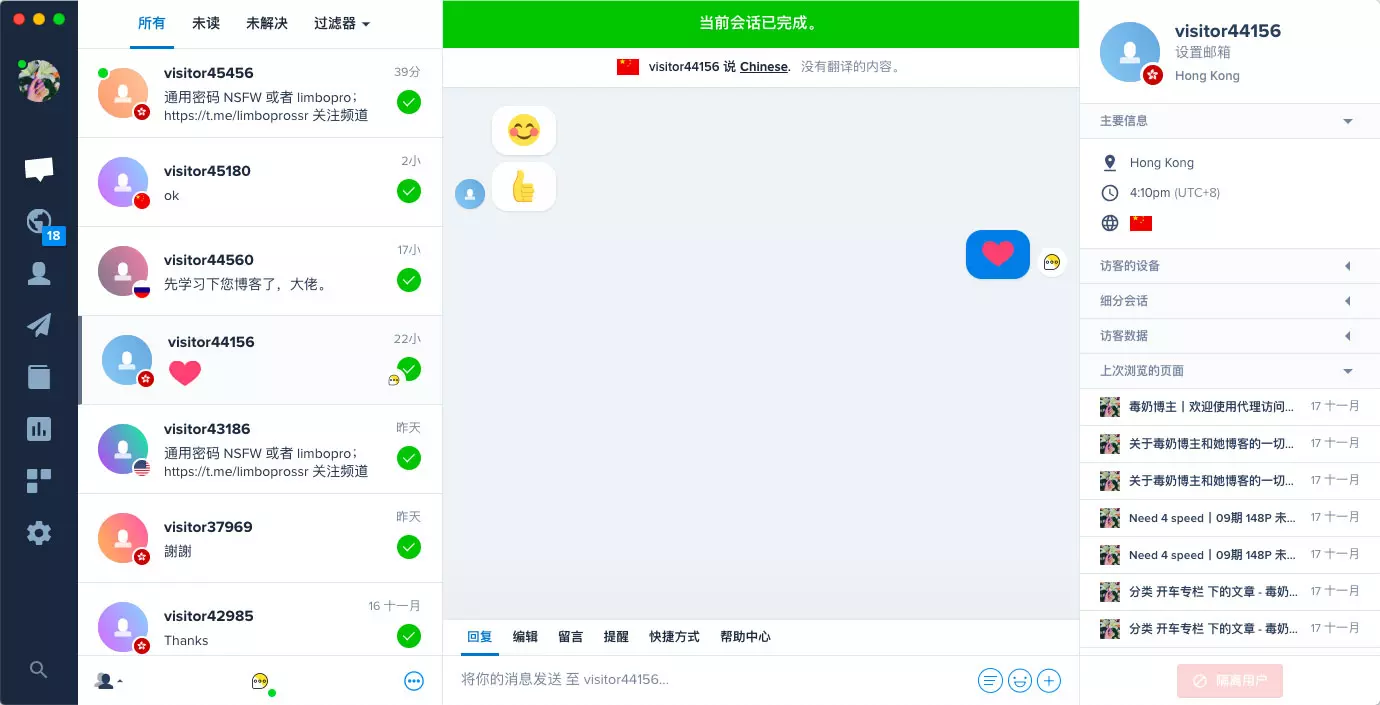 18
所有 未读 未解决 过滤器
visitor45456 39分
通用密码 NSFW 或者 limbopro；
https://t.me/limboprossr 关注频道
visitor45180 2小
ok
visitor44560 17小
先学习下您博客了，大佬。
visitor44156 22小
visitor43186 昨天
通用密码 NSFW 或者 limbopro；
https://t.me/limboprossr 关注频道
visitor37969 昨天
謝謝
visitor42985 16 十一月
Thanks
当前会话已完成。
visitor44156 说 Chinese. 没有翻译的内容。
回复 编辑 留言 提醒 快捷方式 帮助中心
将你的消息发送 至 visitor44156...
visitor44156
设置邮箱
Hong Kong
主要信息
Hong Kong
4:10pm (UTC+8)
访客的设备
细分会话
访客数据
上次浏览的页面
毒奶博主丨欢迎使用代理访问... 17 十一月
关于毒奶博主和她博客的一切... 17 十一月
关于毒奶博主和她博客的一切... 17 十一月
Need 4 speed丨09期 148P 未... 17 十一月
Need 4 speed丨09期 148P 未... 17 十一月
分类 开车专栏 下的文章 - 毒奶... 17 十一月
分类 开车专栏 下的文章 - 毒奶... 17 十一月
隔离用户